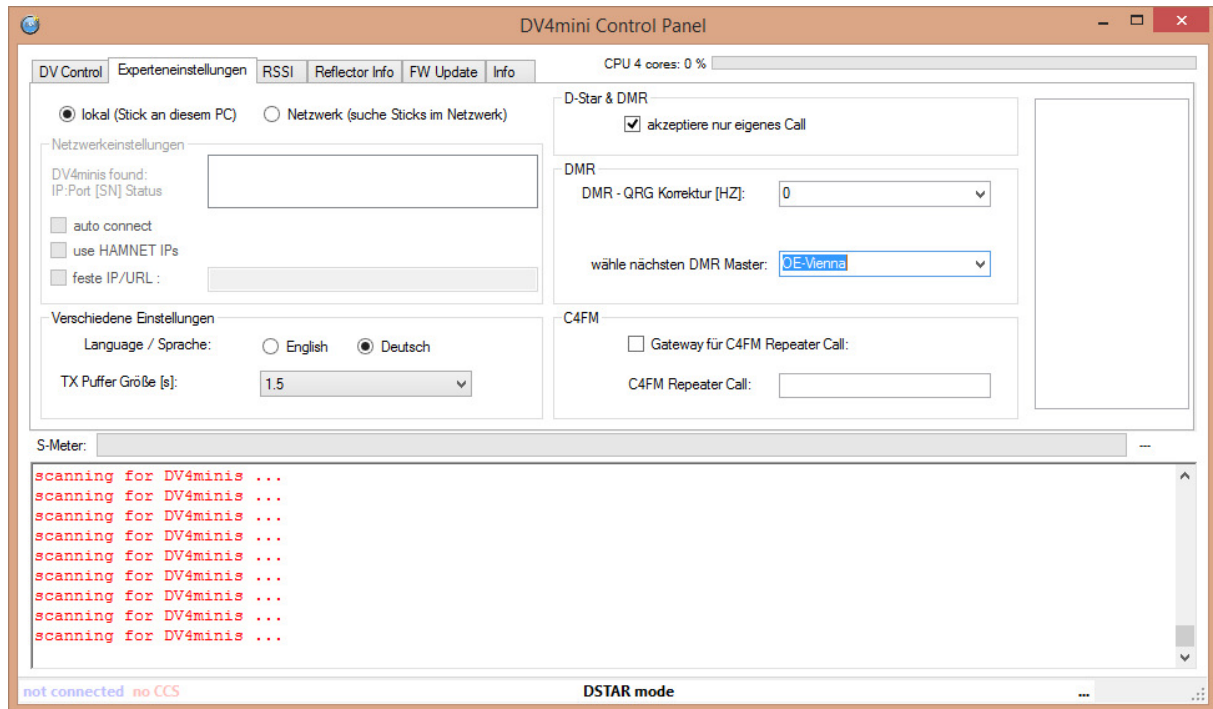 DV4mini Control Panel
DV Control Experteneinstellungen RSSI Reflector Info FW Update Info
CPU 4 cores: 0 %
lokal (Stick an diesem PC) Netzwerk (suche Sticks im Netzwerk)
Netzwerkeinstellungen
DV4minis found:
IP:Port [SN] Status
auto connect
use HAMNET IPs
feste IP/URL :
Verschiedene Einstellungen
Language / Sprache: English Deutsch
TX Puffer Größe [s]: 1.5
D-Star & DMR
akzeptiere nur eigenes Call
DMR
DMR - QRG Korrektur [HZ]: 0
wähle nächsten DMR Master: OE-Vienna
C4FM
Gateway für C4FM Repeater Call:
C4FM Repeater Call:
S-Meter: ---
scanning for DV4minis ...
scanning for DV4minis ...
scanning for DV4minis ...
scanning for DV4minis ...
scanning for DV4minis ...
scanning for DV4minis ...
scanning for DV4minis ...
scanning for DV4minis ...
scanning for DV4minis ...
not connected no CCS DSTAR mode ...